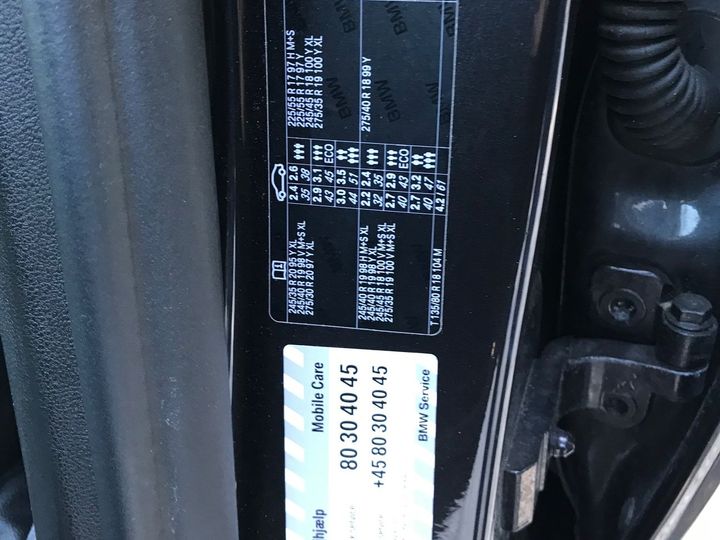 245/35 R 20 95 Y XL
245/40 R 19 98 V M+S XL
275/30 R 20 97 Y XL
2.4 2.6
35 38
2.9 3.1
43 45 ECO
3.0 3.5
44 51
225/55 R 17 97 H M+S
225/55 R 17 97 Y
245/45 R 18 100 Y XL
275/35 R 19 100 Y XL
245/40 R 19 98 H M+S XL
245/40 R 19 98 Y XL
245/45 R 18 100 V M+S XL
275/35 R 19 100 V M+S XL
2.2 2.4
32 35
2.7 2.9
40 43 ECO
2.7 3.2
40 47
275/40 R 18 99 Y
T 135/80 R 18 104 M
4.2 / 61
BMW
BMW
BMW
hjælp Mobile Care
80 30 40 45
+45 80 30 40 45
BMW Service